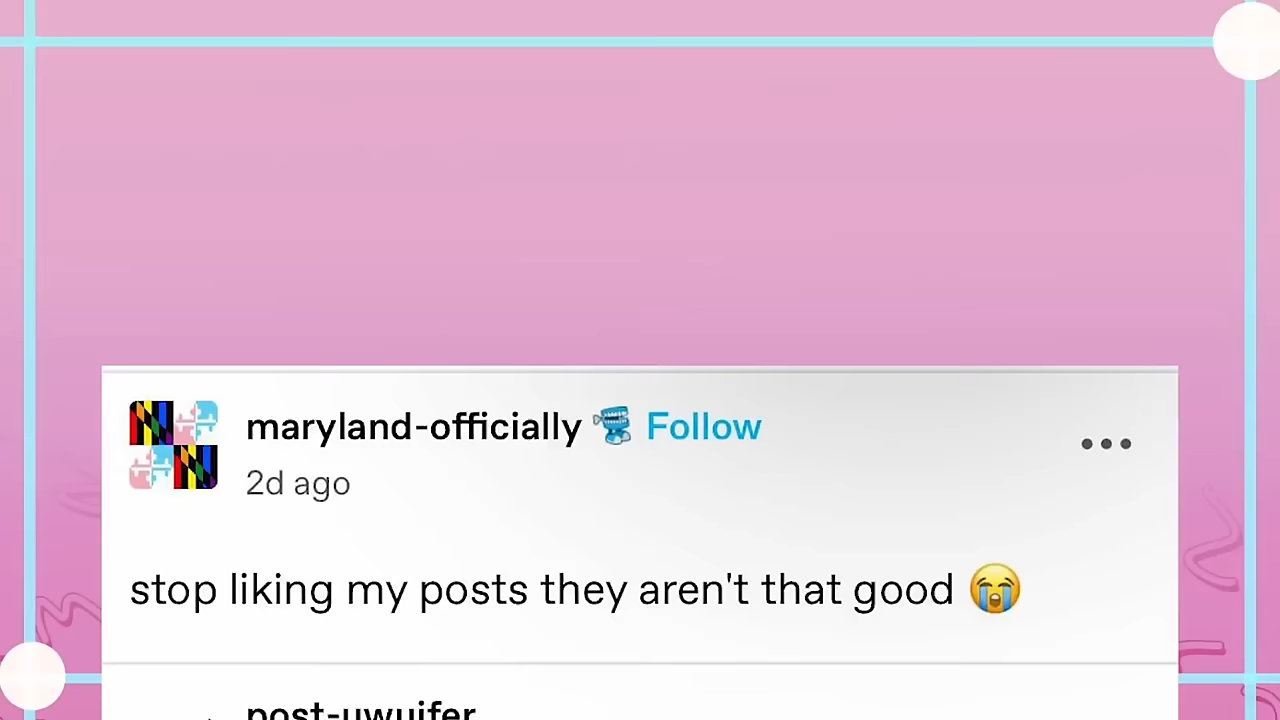 maryland-officially Follow
2d ago
stop liking my posts they aren't that good 😭
post-uwuifer